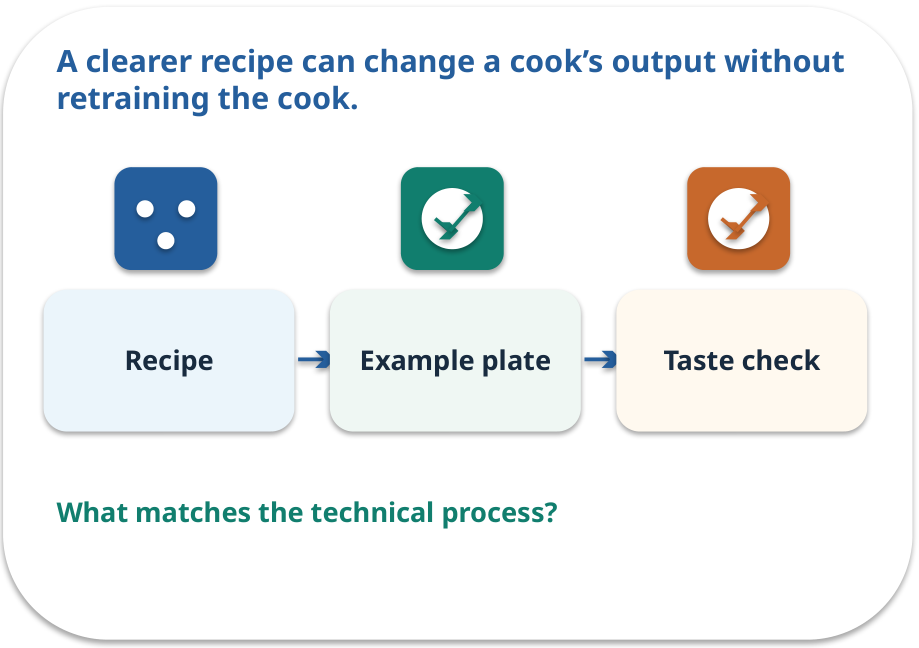 A clearer recipe can change a cook’s output without
retraining the cook.
Recipe
Example plate
Taste check
What matches the technical process?